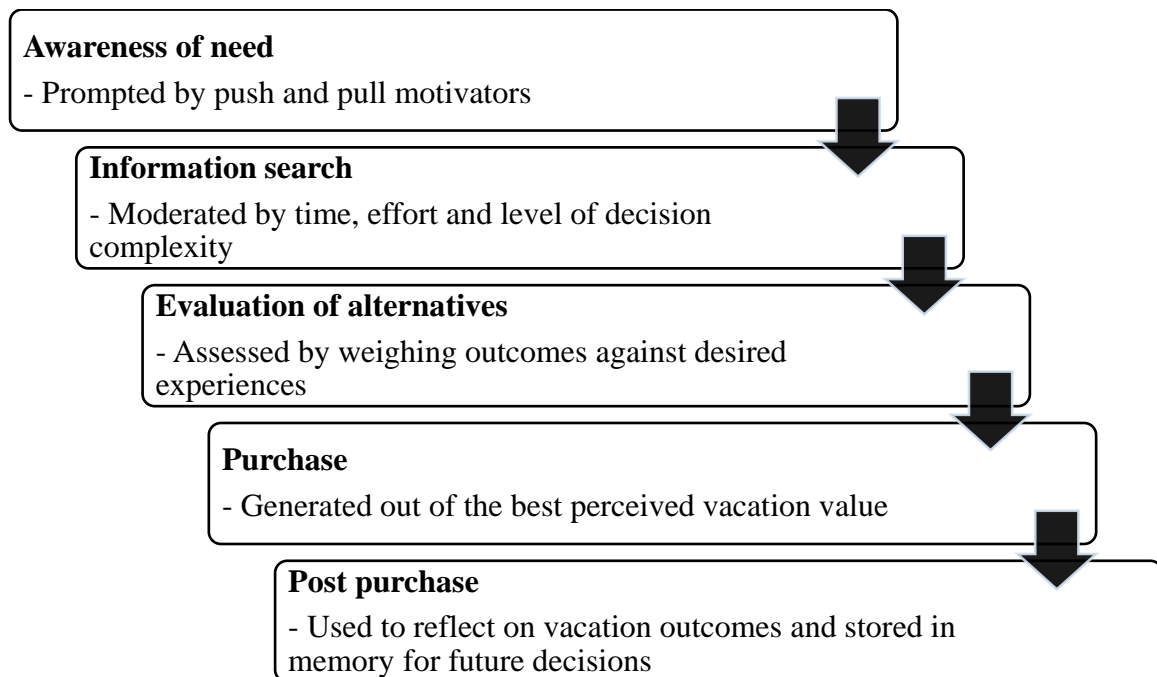 Awareness of need
- Prompted by push and pull motivators
Information search
- Moderated by time, effort and level of decision
complexity
Evaluation of alternatives
- Assessed by weighing outcomes against desired
experiences
Purchase
- Generated out of the best perceived vacation value
Post purchase
- Used to reflect on vacation outcomes and stored in
memory for future decisions